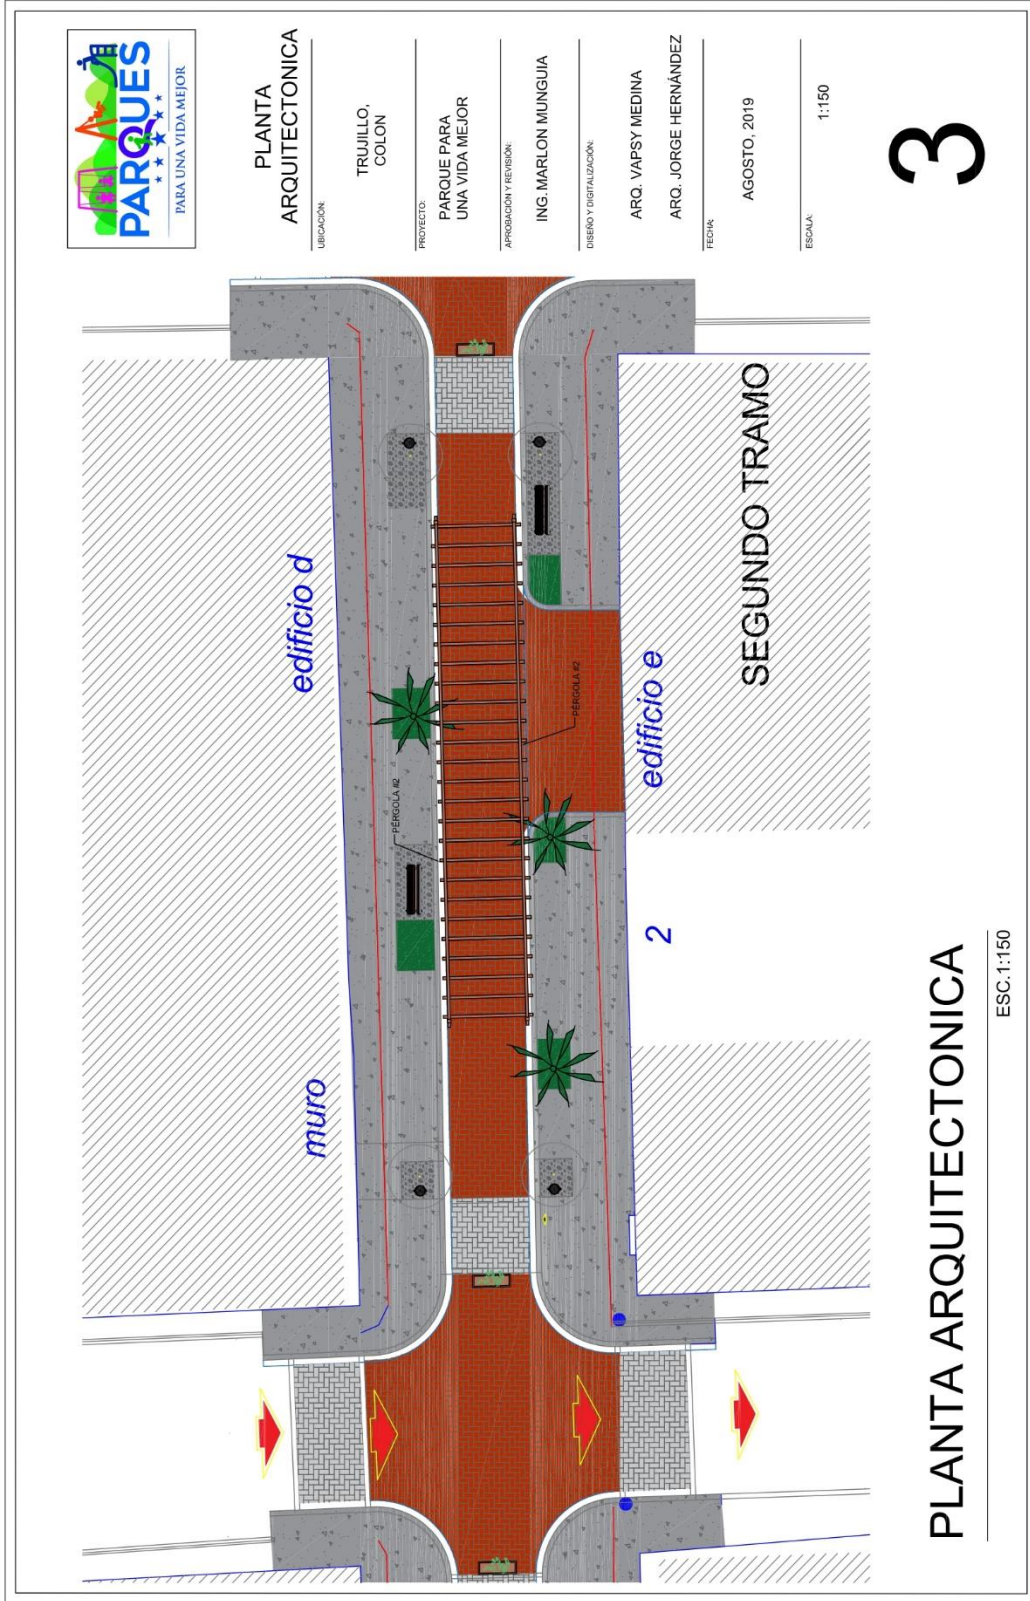 PARQUES
PARA UNA VIDA MEJOR
PLANTA
ARQUITECTONICA
UBICACIÓN:
TRUJILLO,
COLON
PROYECTO:
PARQUE PARA
UNA VIDA MEJOR
APROBACIÓN Y REVISIÓN:
ING.MARLON MUNGUIA
DISEÑO Y DIGITALIZACIÓN:
ARQ. VAPSY MEDINA
ARQ. JORGE HERNÁNDEZ
FECHA:
AGOSTO, 2019
ESCALA:
1:150
3
muro
edificio d
PÉRGOLA #2
PÉRGOLA #2
2
edificio e
SEGUNDO TRAMO
PLANTA ARQUITECTONICA
ESC.1:150